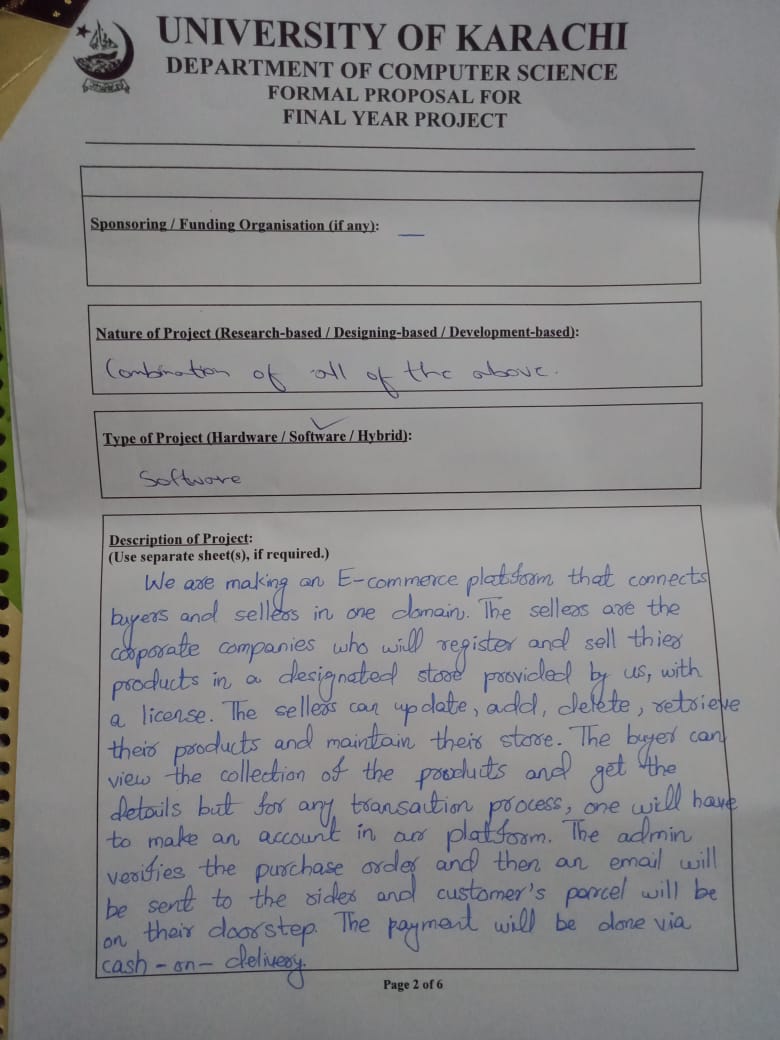 UNIVERSITY OF KARACHI
DEPARTMENT OF COMPUTER SCIENCE
FORMAL PROPOSAL FOR
FINAL YEAR PROJECT
Sponsoring / Funding Organisation (if any): —
Nature of Project (Research-based / Designing-based / Development-based):
Combination of all of the above.
Type of Project (Hardware / Software / Hybrid):
Software
Description of Project:
(Use separate sheet(s), if required.)
We are making an E-commerce platform that connects
buyers and sellers in one domain. The sellers are the
corporate companies who will register and sell thier
products in a designated store provided by us, with
a license. The sellers can update, add, delete, retrieve
their products and maintain their store. The buyer can
view the collection of the products and get the
details but for any transaction process, one will have
to make an account in our platform. The admin
verifies the purchase order and then an email will
be sent to the rider and customer's parcel will be
on their doorstep. The payment will be done via
cash-on-delivery.
Page 2 of 6